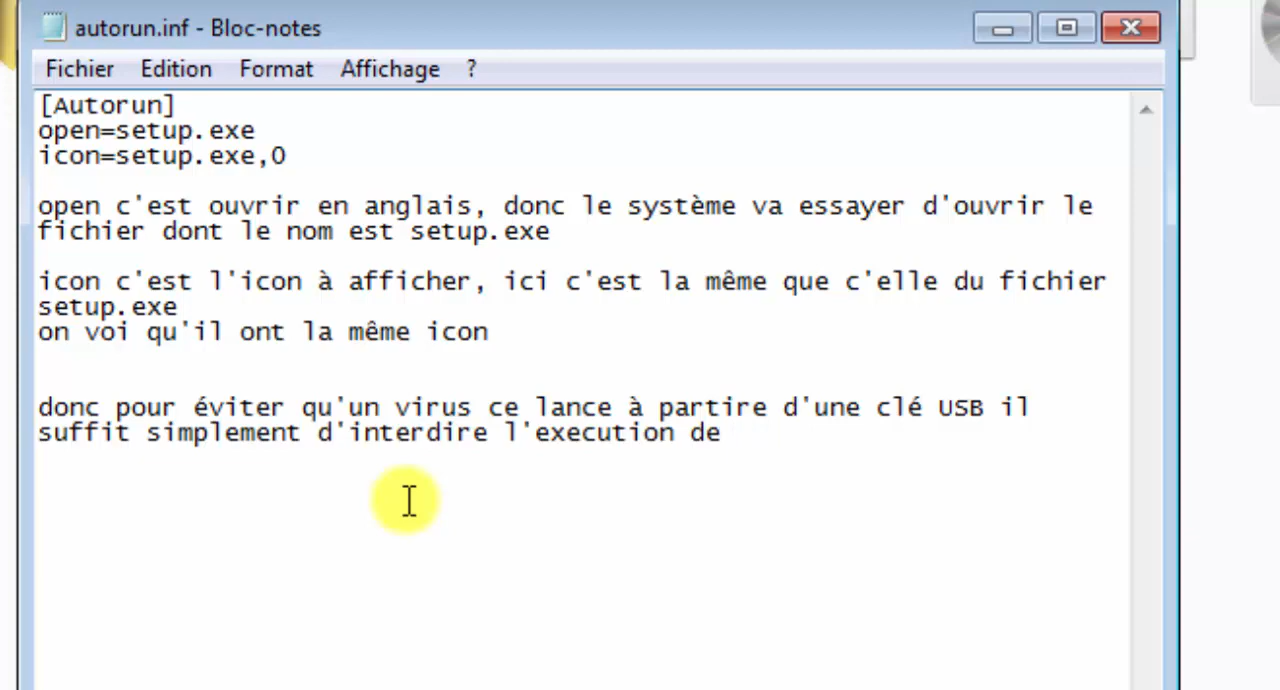 autorun.inf - Bloc-notes
Fichier Edition Format Affichage ?
[Autorun]
open=setup.exe
icon=setup.exe,0
open c'est ouvrir en anglais, donc le système va essayer d'ouvrir le
fichier dont le nom est setup.exe
icon c'est l'icon à afficher, ici c'est la même que c'elle du fichier
setup.exe
on voi qu'il ont la même icon
donc pour éviter qu'un virus ce lance à partire d'une clé USB il
suffit simplement d'interdire l'execution de